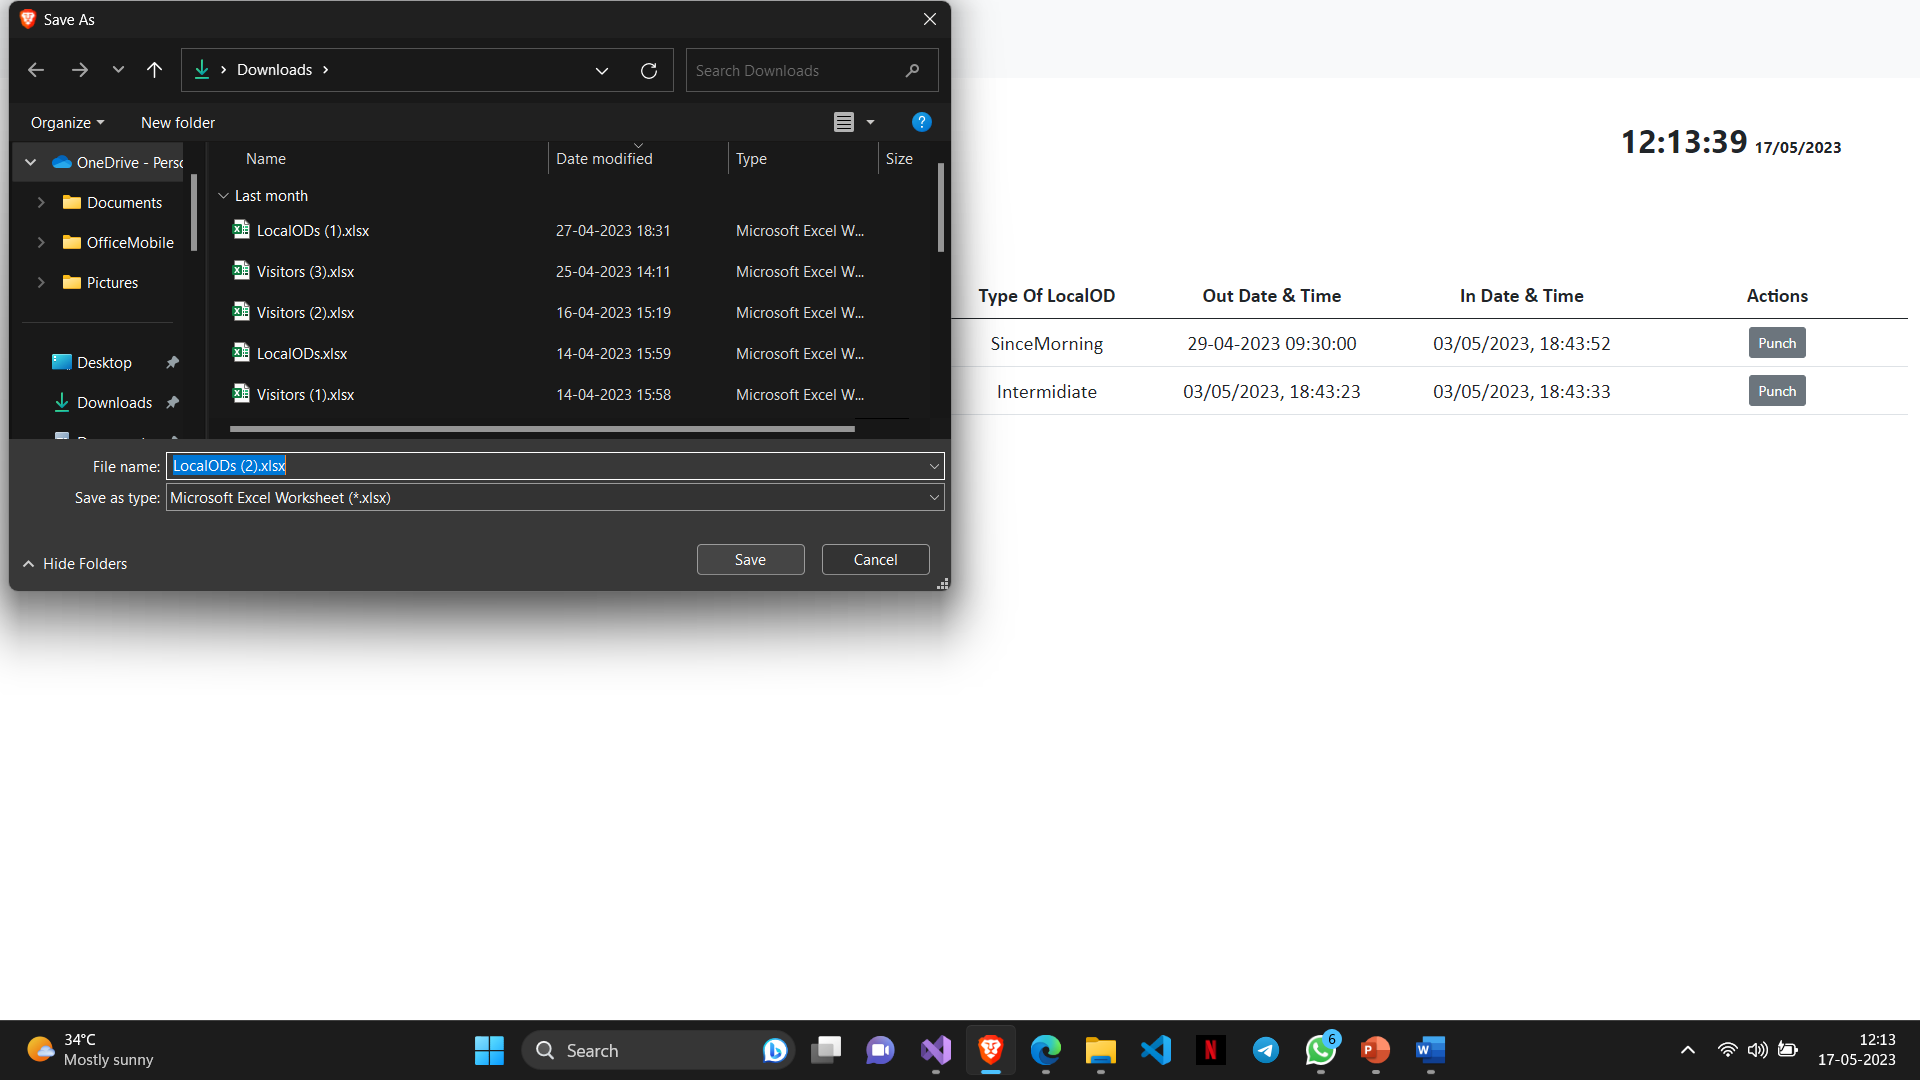 Save As
Downloads
Search Downloads
Organize
New folder
?
OneDrive - Perso
Documents
OfficeMobile
Pictures
Desktop
Downloads
Name Date modified Type Size
Last month
LocalODs (1).xlsx 27-04-2023 18:31 Microsoft Excel W...
Visitors (3).xlsx 25-04-2023 14:11 Microsoft Excel W...
Visitors (2).xlsx 16-04-2023 15:19 Microsoft Excel W...
LocalODs.xlsx 14-04-2023 15:59 Microsoft Excel W...
Visitors (1).xlsx 14-04-2023 15:58 Microsoft Excel W...
File name: LocalODs (2).xlsx
Save as type: Microsoft Excel Worksheet (*.xlsx)
Hide Folders
Save Cancel
12:13:39 17/05/2023
Type Of LocalOD Out Date & Time In Date & Time Actions
SinceMorning 29-04-2023 09:30:00 03/05/2023, 18:43:52 Punch
Intermidiate 03/05/2023, 18:43:23 03/05/2023, 18:43:33 Punch
34°C
Mostly sunny
Search
N
6
P
W
12:13
17-05-2023